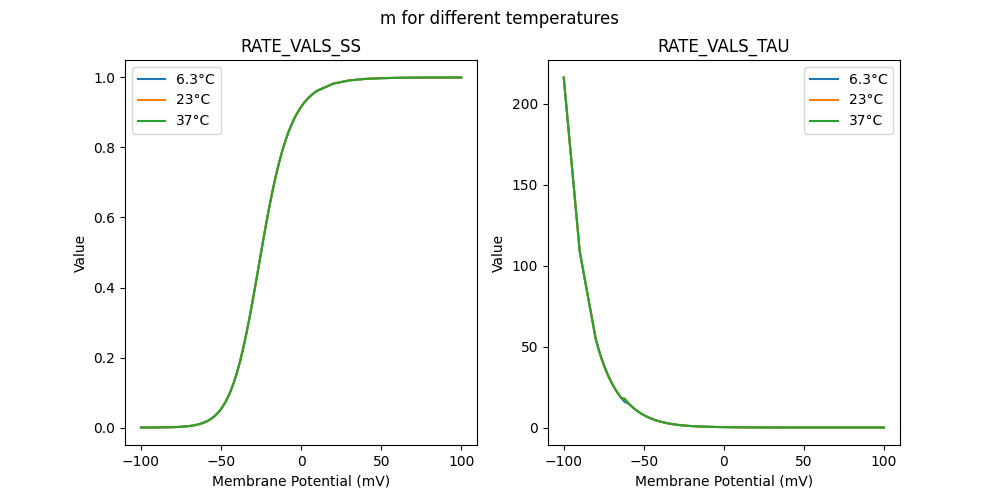 m for different temperatures
RATE_VALS_SS
RATE_VALS_TAU
1.0
0.8
0.6
0.4
0.2
0.0
Value
6.3°C
23°C
37°C
−100
−50
0
50
100
Membrane Potential (mV)
200
150
100
50
0
Value
6.3°C
23°C
37°C
−100
−50
0
50
100
Membrane Potential (mV)